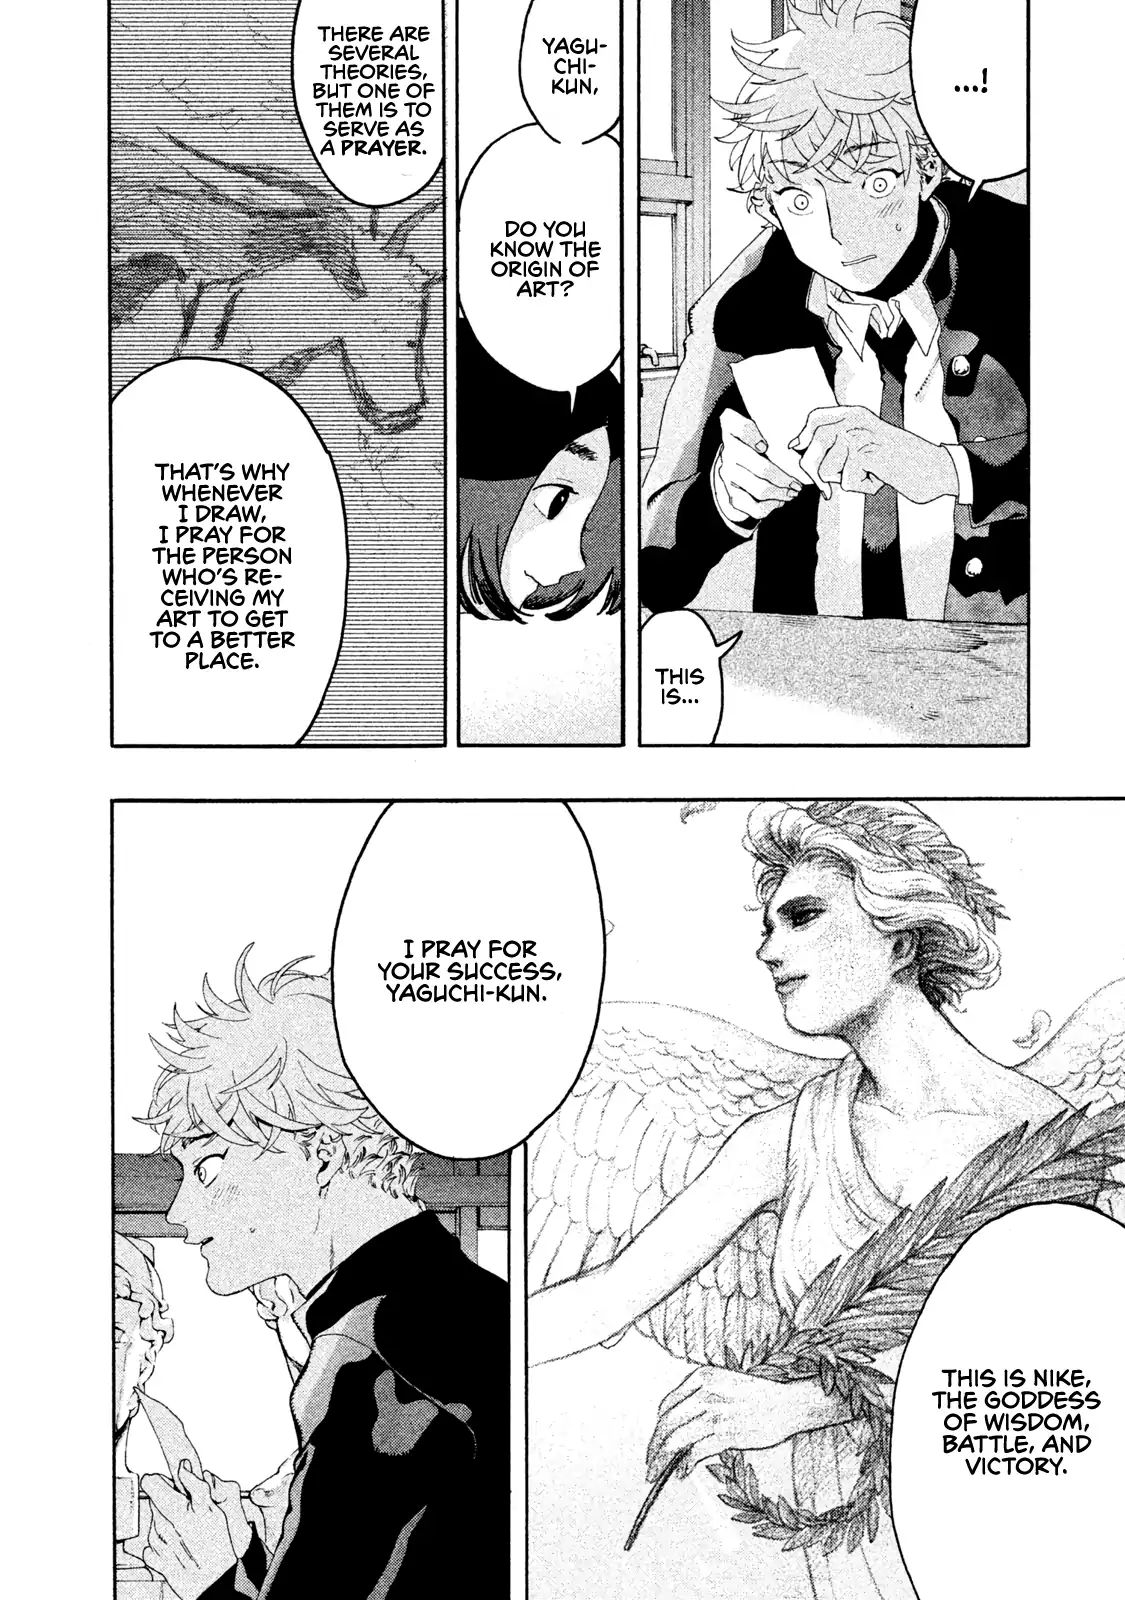 ...!
THIS
IS...
YAGU-
CHI-
KUN,
DO YOU
KNOW THE
ORIGIN OF
ART?
THERE ARE
SEVERAL
THEORIES,
BUT ONE OF
THEM IS TO
SERVE AS
A PRAYER.
THAT'S WHY
WHENEVER
I DRAW,
I PRAY FOR
THE PERSON
WHO'S RE-
CEIVING MY
ART TO GET
TO A BETTER
PLACE.
THIS IS NIKE,
THE GODDESS
OF WISDOM,
BATTLE, AND
VICTORY.
I PRAY FOR
YOUR SUCCESS,
YAGUCHI-KUN.